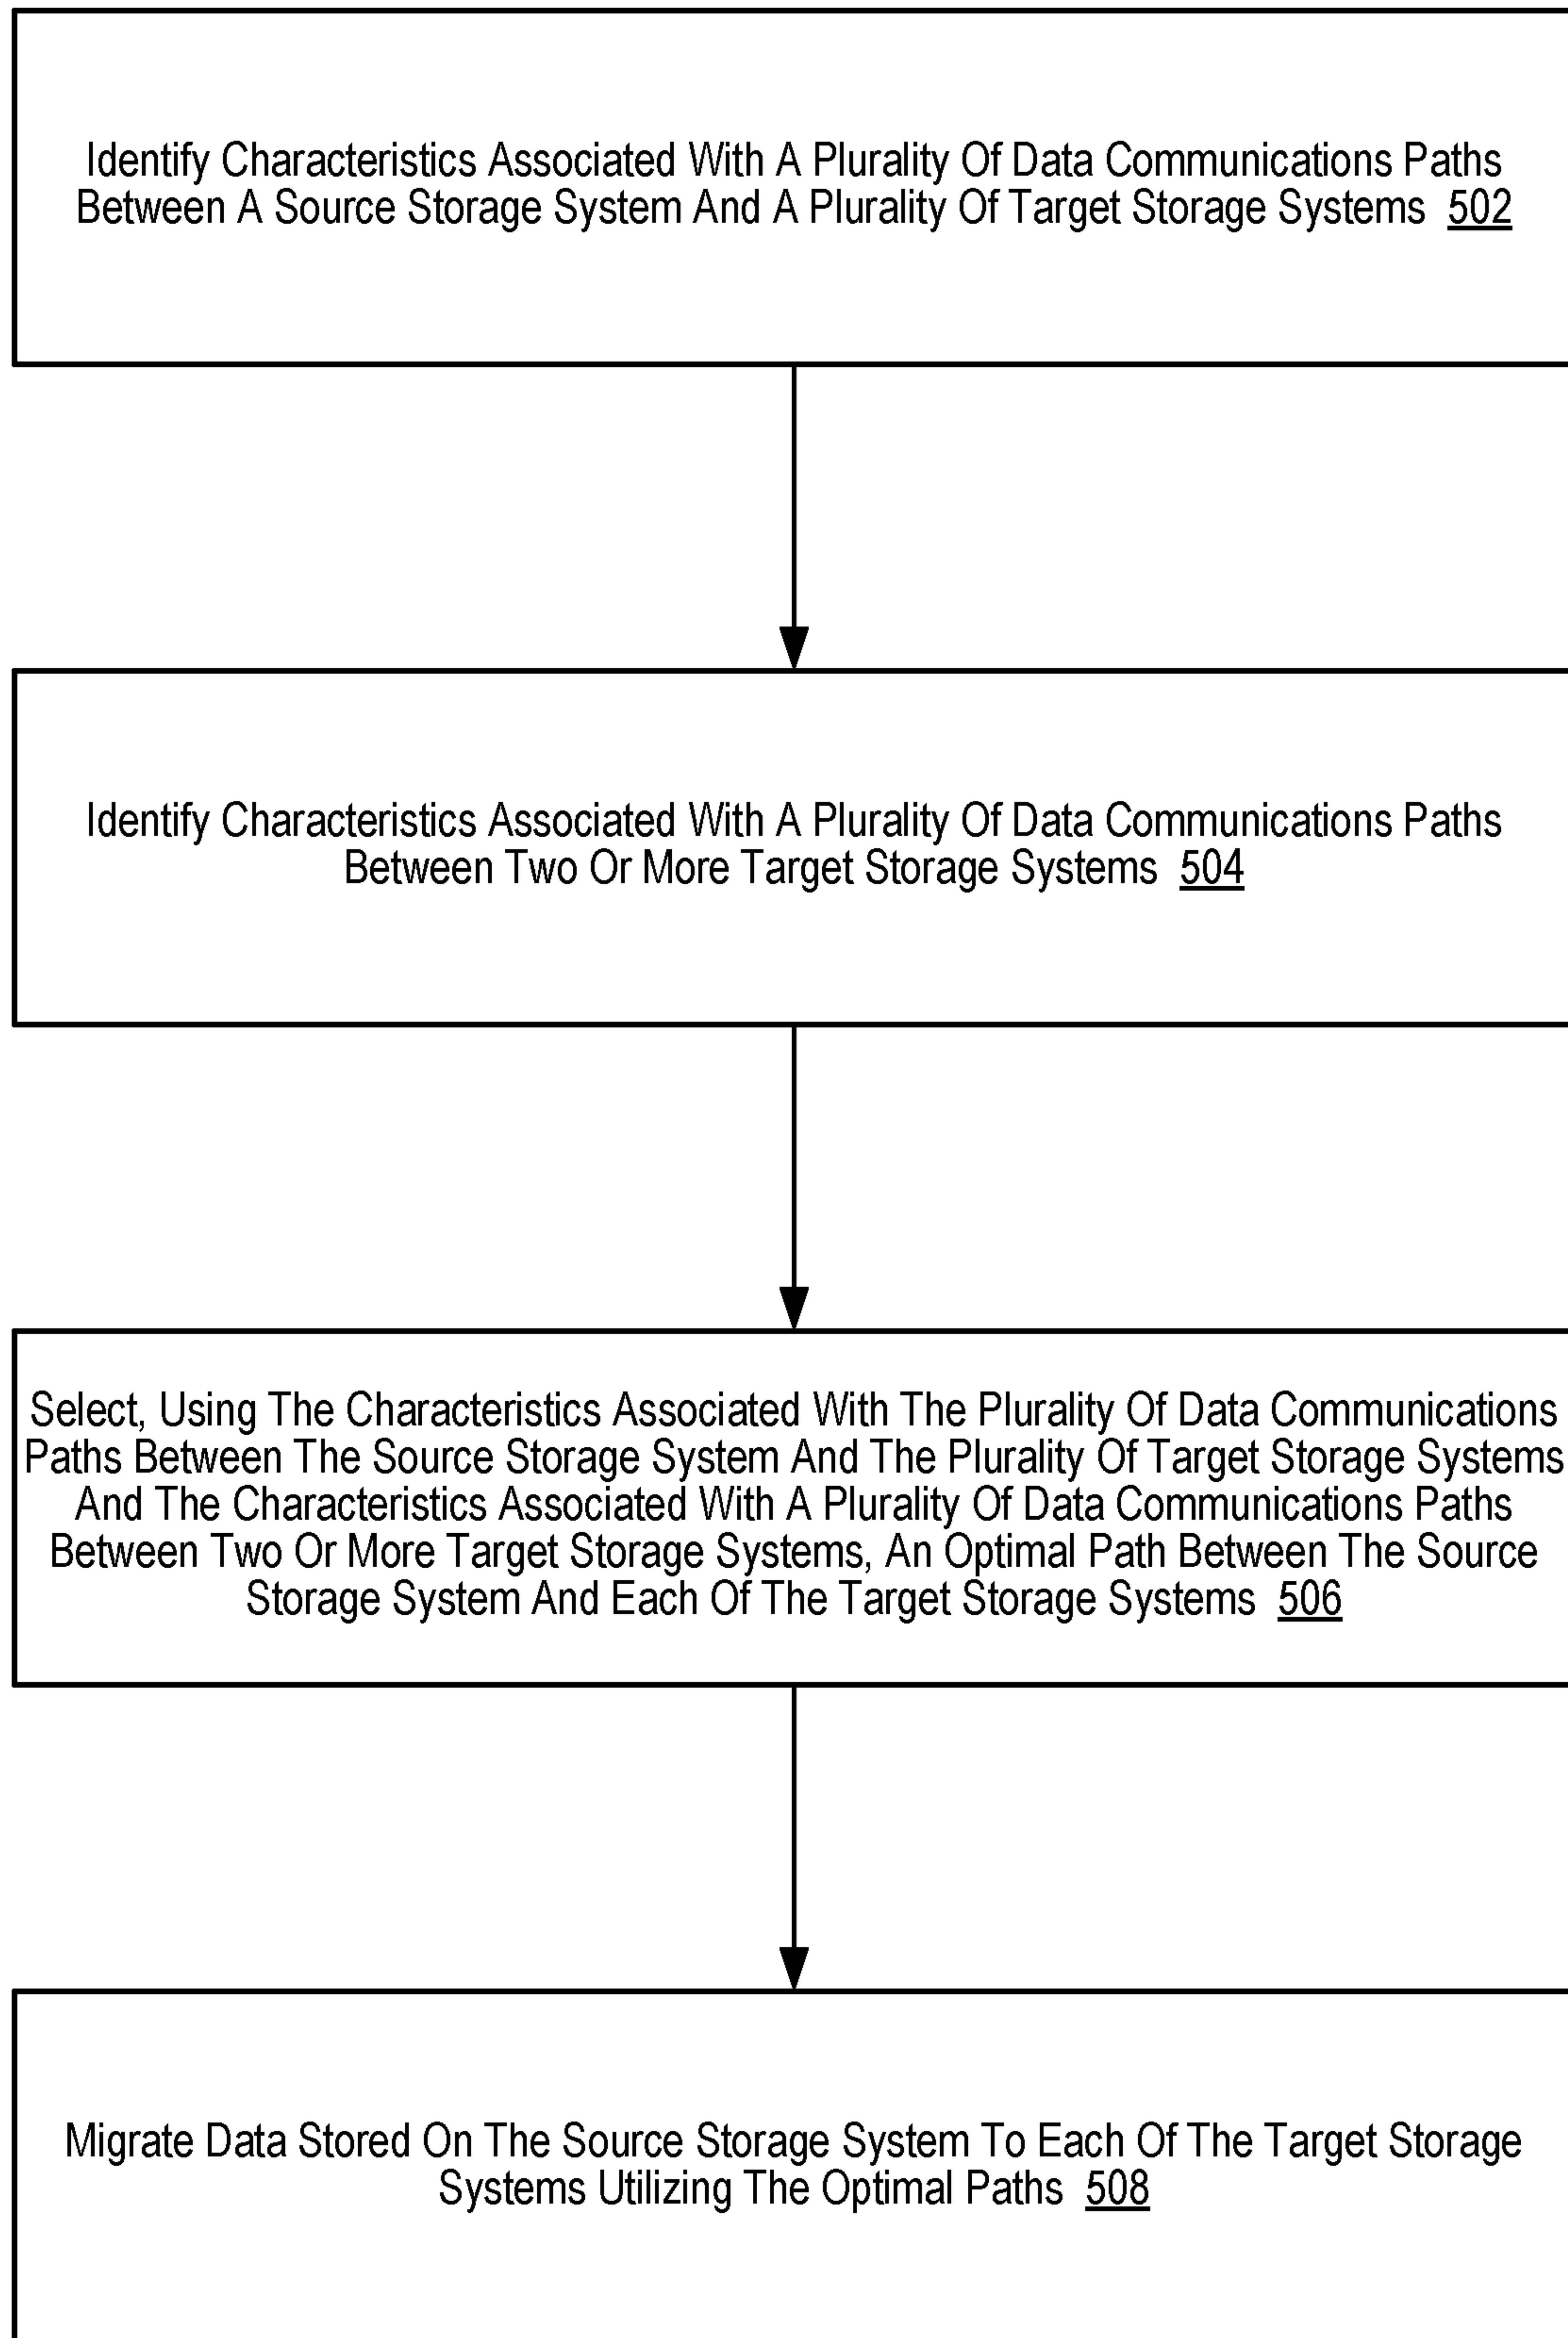 Identify Characteristics Associated With A Plurality Of Data Communications Paths
Between A Source Storage System And A Plurality Of Target Storage Systems 502
Identify Characteristics Associated With A Plurality Of Data Communications Paths
Between Two Or More Target Storage Systems 504
Select, Using The Characteristics Associated With The Plurality Of Data Communications
Paths Between The Source Storage System And The Plurality Of Target Storage Systems
And The Characteristics Associated With A Plurality Of Data Communications Paths
Between Two Or More Target Storage Systems, An Optimal Path Between The Source
Storage System And Each Of The Target Storage Systems 506
Migrate Data Stored On The Source Storage System To Each Of The Target Storage
Systems Utilizing The Optimal Paths 508